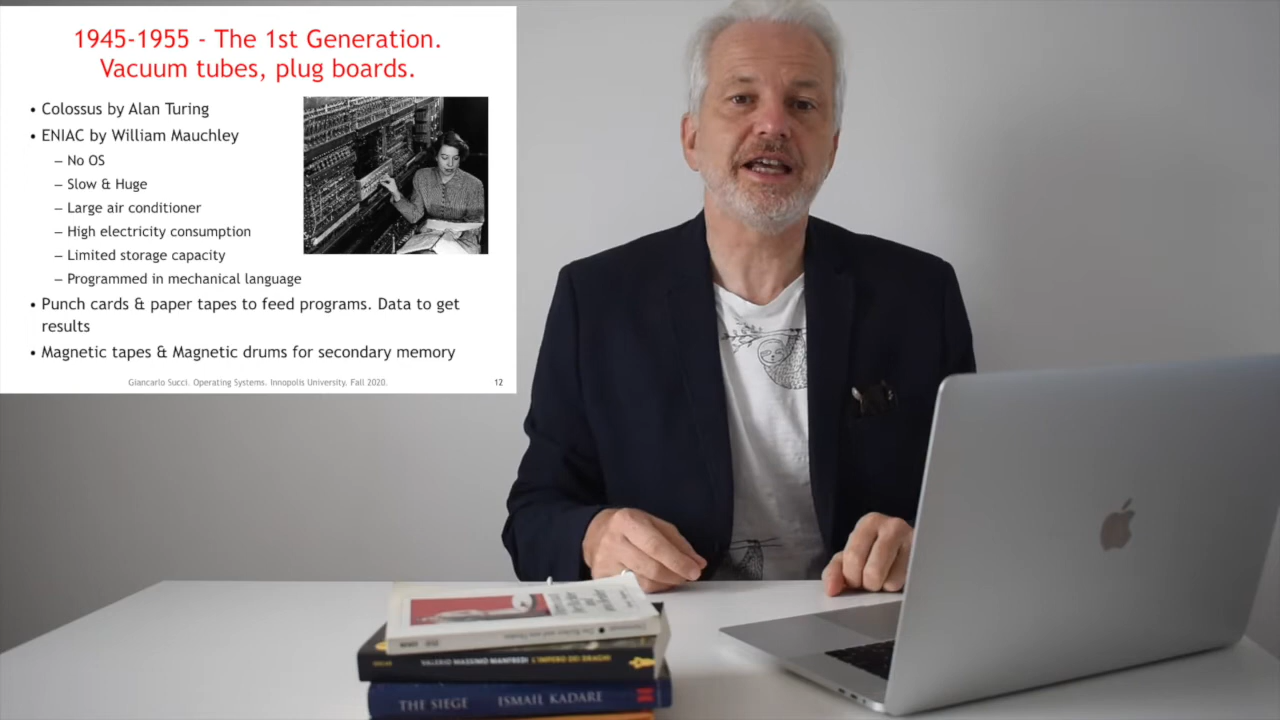 1945-1955 - The 1st Generation.
Vacuum tubes, plug boards.
• Colossus by Alan Turing
• ENIAC by William Mauchley
– No OS
– Slow & Huge
– Large air conditioner
– High electricity consumption
– Limited storage capacity
– Programmed in mechanical language
• Punch cards & paper tapes to feed programs. Data to get
results
• Magnetic tapes & Magnetic drums for secondary memory
Giancarlo Succi. Operating Systems. Innopolis University. Fall 2020.
12
VALERIO MASSIMO MANFREDI L'IMPERO DEI DRAGHI
THE SIEGE ISMAIL KADARE